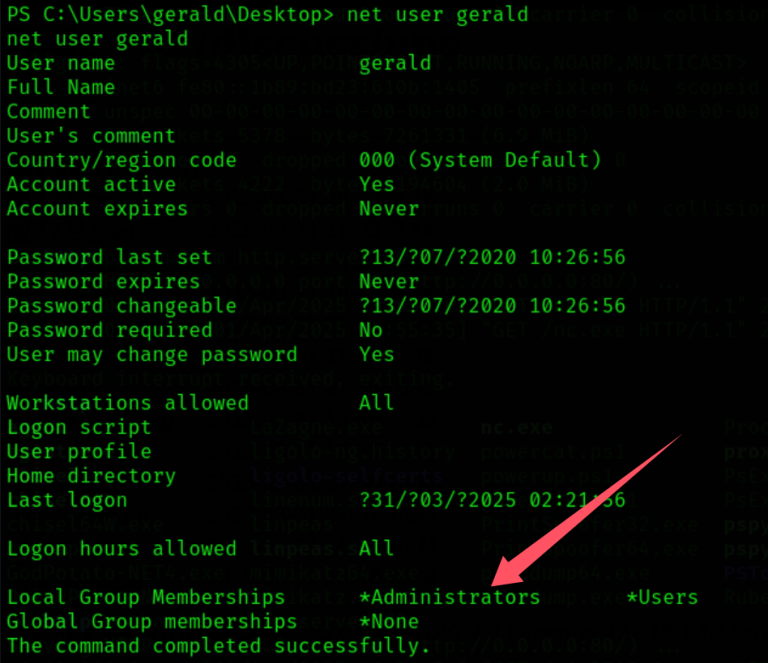 PS C:\Users\gerald\Desktop> net user gerald
net user gerald
User name gerald
Full Name
Comment
User's comment
Country/region code 000 (System Default)
Account active Yes
Account expires Never
Password last set ?13/?07/?2020 10:26:56
Password expires Never
Password changeable ?13/?07/?2020 10:26:56
Password required No
User may change password Yes
Workstations allowed All
Logon script
User profile
Home directory
Last logon ?31/?03/?2025 02:21:56
Logon hours allowed All
Local Group Memberships *Administrators *Users
Global Group memberships *None
The command completed successfully.